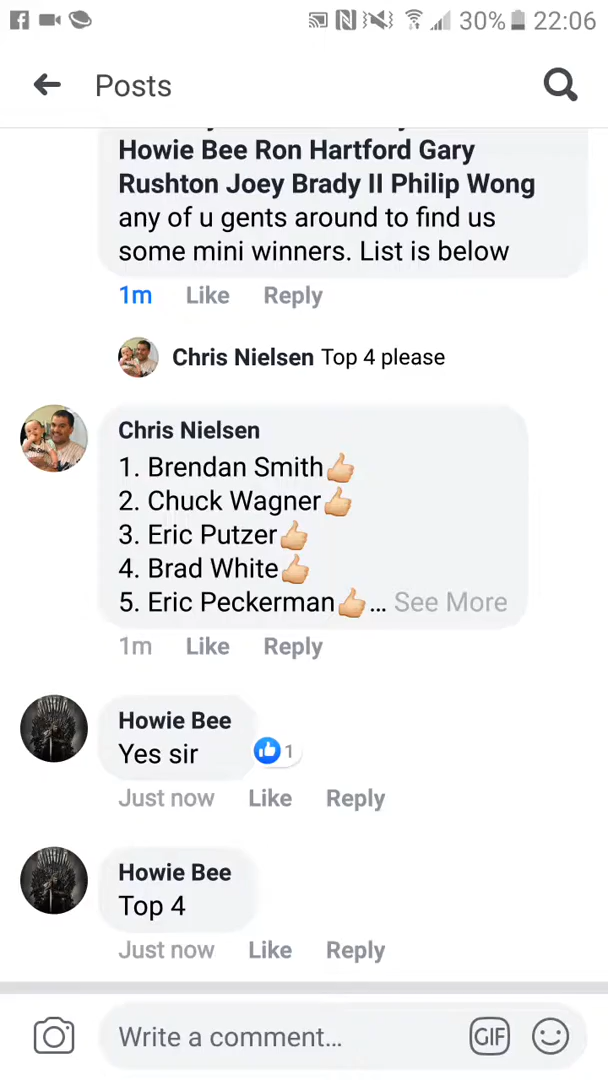 30% 22:06
Posts
Howie Bee Ron Hartford Gary
Rushton Joey Brady II Philip Wong
any of u gents around to find us
some mini winners. List is below
1m Like Reply
Chris Nielsen Top 4 please
Chris Nielsen
1. Brendan Smith👍🏻
2. Chuck Wagner👍🏻
3. Eric Putzer👍🏻
4. Brad White👍🏻
5. Eric Peckerman👍🏻... See More
1m Like Reply
Howie Bee
Yes sir 1
Just now Like Reply
Howie Bee
Top 4
Just now Like Reply
Write a comment... GIF